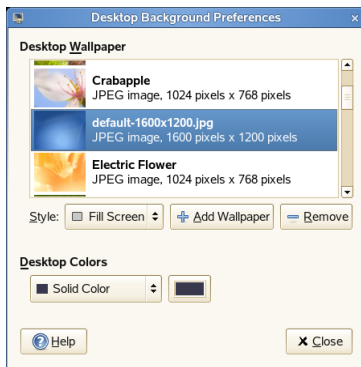 Desktop Background Preferences
Desktop Wallpaper
Crabapple
JPEG image, 1024 pixels x 768 pixels
default-1600x1200.jpg
JPEG image, 1600 pixels x 1200 pixels
Electric Flower
JPEG image, 1024 pixels x 768 pixels
Style: Fill Screen Add Wallpaper Remove
Desktop Colors
Solid Color
Help Close